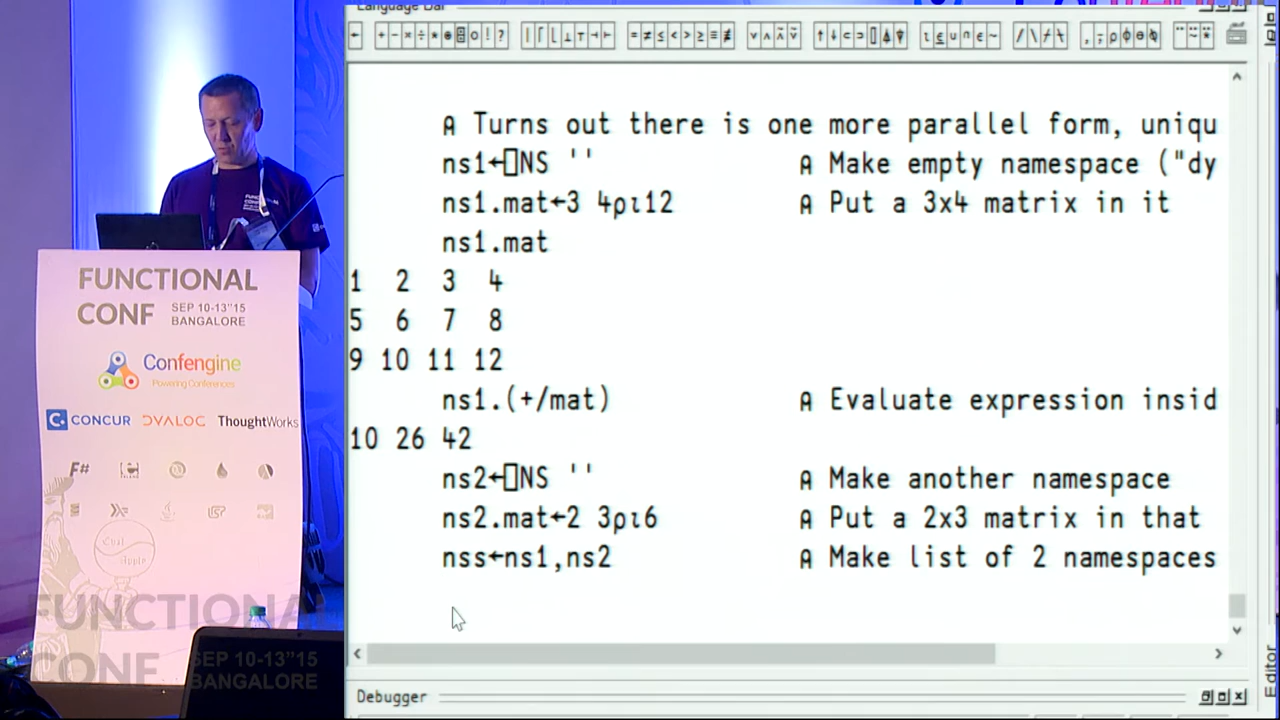 Language Bar
⍝ Turns out there is one more parallel form, uniqu
ns1←⎕NS '' ⍝ Make empty namespace ("dy
ns1.mat←3 4⍴⍳12 ⍝ Put a 3x4 matrix in it
ns1.mat
1 2 3 4
5 6 7 8
9 10 11 12
ns1.(+/mat) ⍝ Evaluate expression insid
10 26 42
ns2←⎕NS '' ⍝ Make another namespace
ns2.mat←2 3⍴⍳6 ⍝ Put a 2x3 matrix in that
nss←ns1,ns2 ⍝ Make list of 2 namespaces
Debugger
Editor
FUNCTIONAL
CONF SEP 10-13"15
BANGALORE
Confengine
Powering Conferences
CONCUR DYALOC ThoughtWorks
F#
FUNCTIONAL
CONF SEP 10-13"15
BANGALORE